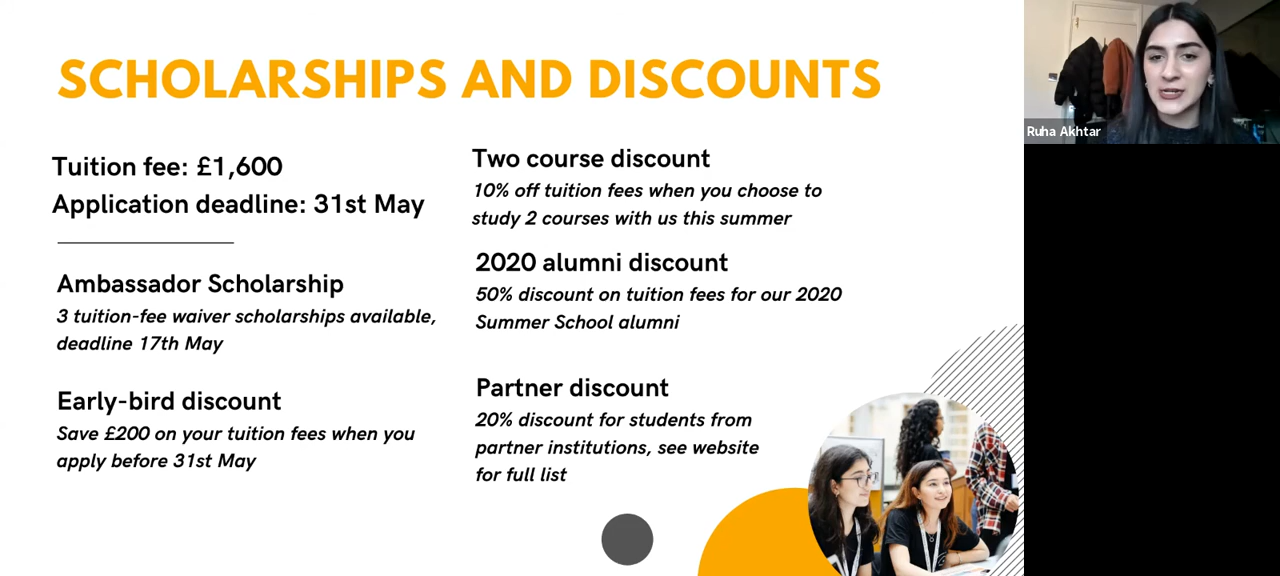 SCHOLARSHIPS AND DISCOUNTS
Tuition fee: £1,600
Application deadline: 31st May
Ambassador Scholarship
3 tuition-fee waiver scholarships available,
deadline 17th May
Early-bird discount
Save £200 on your tuition fees when you
apply before 31st May
Two course discount
10% off tuition fees when you choose to
study 2 courses with us this summer
2020 alumni discount
50% discount on tuition fees for our 2020
Summer School alumni
Partner discount
20% discount for students from
partner institutions, see website
for full list
Ruha Akhtar